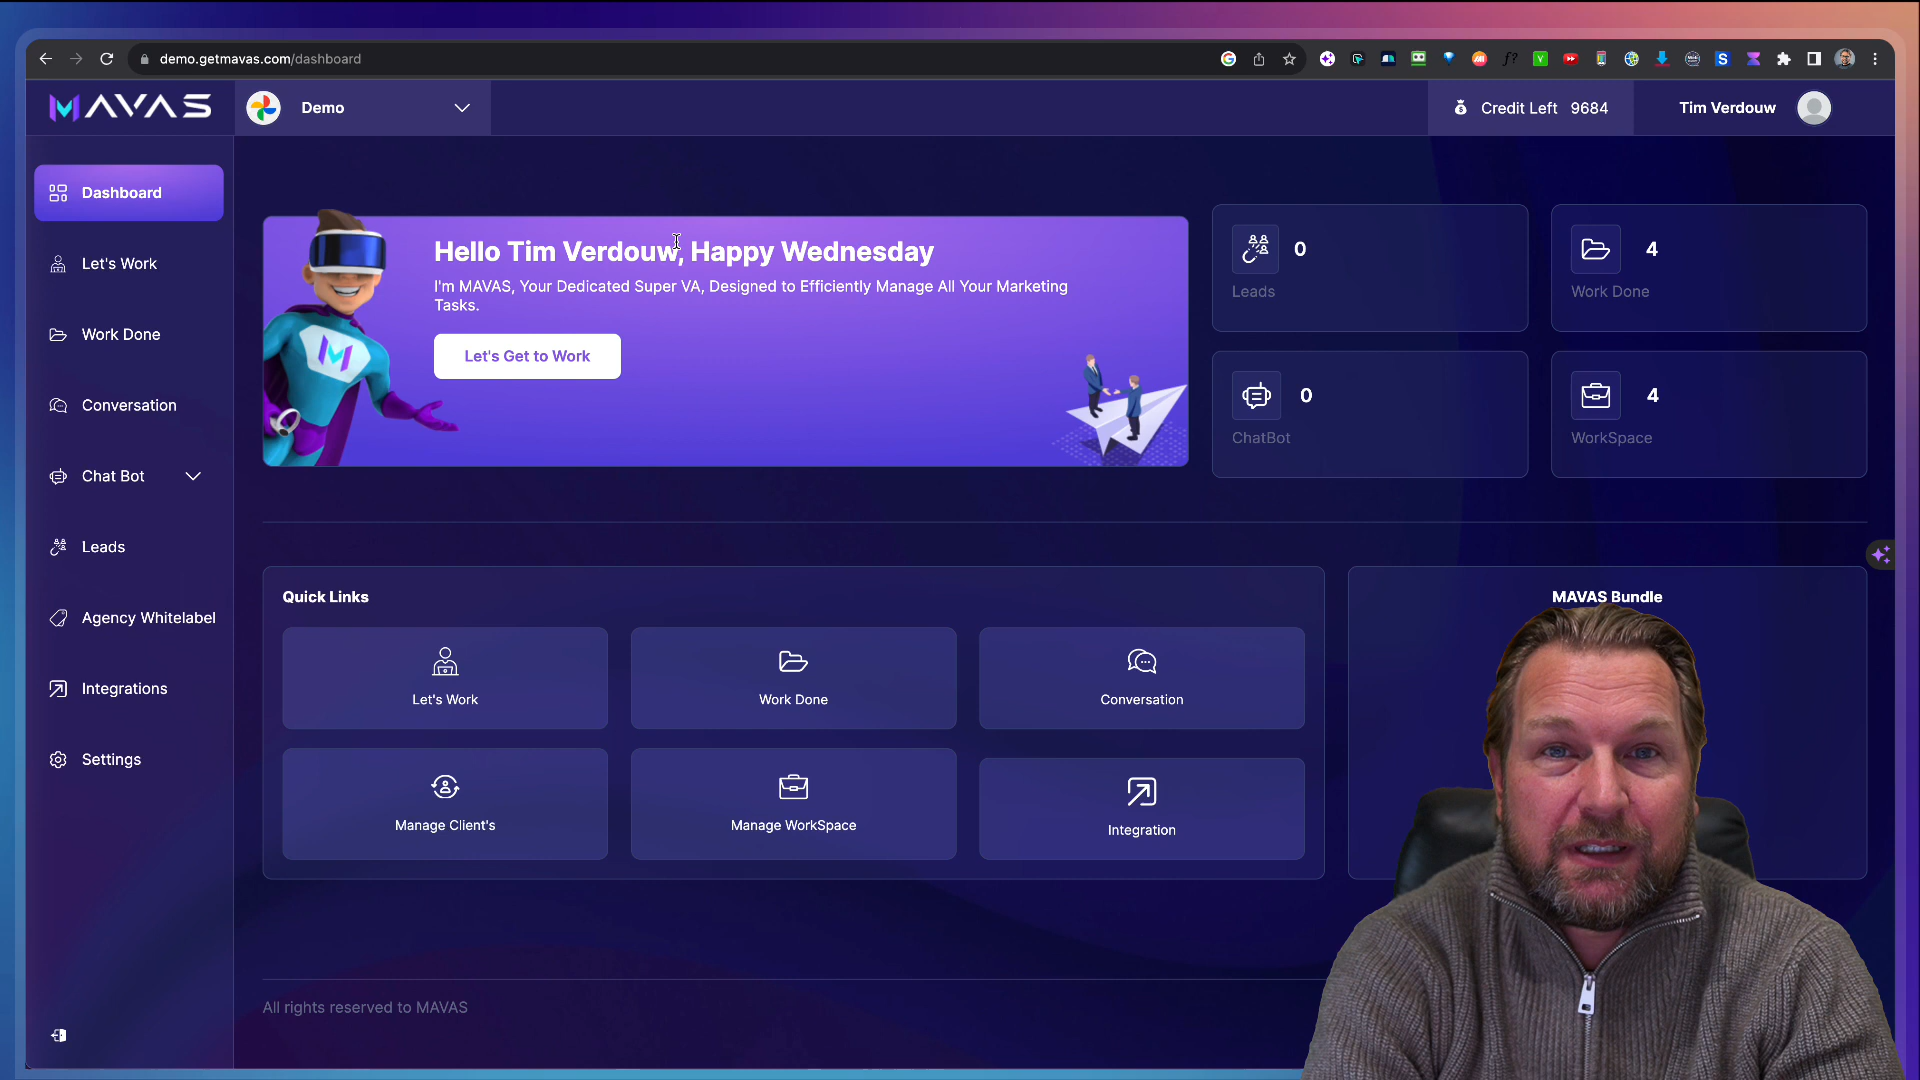 demo.getmavas.com/dashboard
MAVAS
Demo
Credit Left 9684
Tim Verdouw
Dashboard
Let's Work
Work Done
Conversation
Chat Bot
Leads
Agency Whitelabel
Integrations
Settings
Hello Tim Verdouw, Happy Wednesday
I'm MAVAS, Your Dedicated Super VA, Designed to Efficiently Manage All Your Marketing
Tasks.
Let's Get to Work
0
Leads
4
Work Done
0
ChatBot
4
WorkSpace
Quick Links
Let's Work
Work Done
Conversation
Manage Client's
Manage WorkSpace
Integration
MAVAS Bundle
All rights reserved to MAVAS